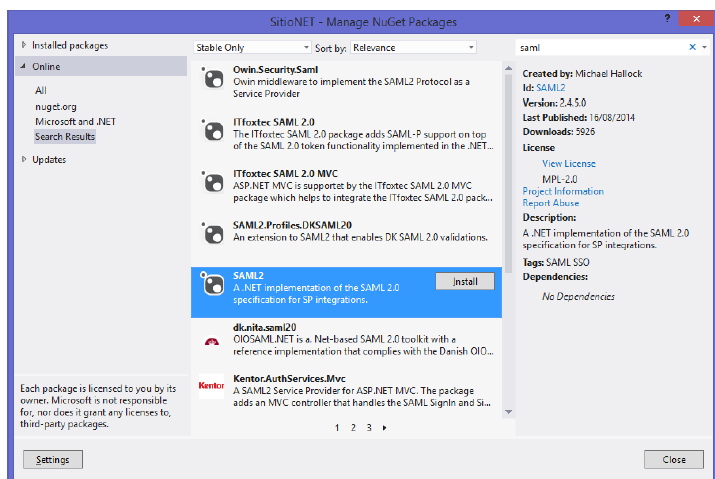 SitioNET - Manage NuGet Packages
?
Installed packages
Online
All
nuget.org
Microsoft and .NET
Search Results
Updates
Each package is licensed to you by its
owner. Microsoft is not responsible
for, nor does it grant any licenses to,
third-party packages.
Stable Only
Sort by: Relevance
Owin.Security.Saml
Owin middleware to implement the SAML2 Protocol as a
Service Provider
ITfoxtec SAML 2.0
The ITfoxtec SAML 2.0 package adds SAML-P support on top
of the SAML 2.0 token functionality implemented in the .NET...
ITfoxtec SAML 2.0 MVC
ASP.NET MVC is supportet by the ITfoxtec SAML 2.0 MVC
package which helps to integrate the ITfoxtec SAML 2.0 pack...
SAML2.Profiles.DKSAML20
An extension to SAML2 that enables DK SAML 2.0 validations.
SAML2
A .NET implementation of the SAML 2.0
specification for SP integrations.
Install
dk.nita.saml20
OIOSAML.NET is a .Net-based SAML 2.0 toolkit with a
reference implementation that complies with the Danish OIO...
Kentor
Kentor.AuthServices.Mvc
A SAML2 Service Provider for ASP.NET MVC. The package
adds an MVC controller that handles the SAML SignIn and Si...
1 2 3
saml
Created by: Michael Hallock
Id: SAML2
Version: 2.4.5.0
Last Published: 16/08/2014
Downloads: 5926
License
View License
MPL-2.0
Project Information
Report Abuse
Description:
A .NET implementation of the SAML 2.0
specification for SP integrations.
Tags: SAML SSO
Dependencies:
No Dependencies
Settings
Close